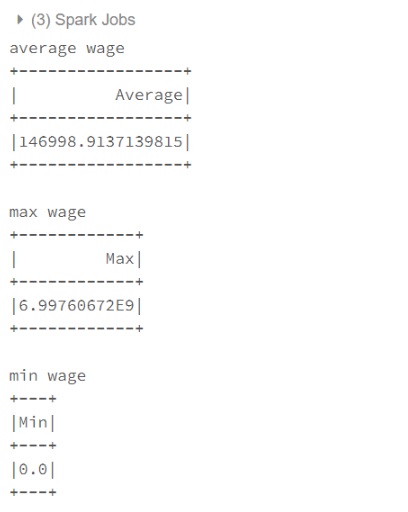 (3) Spark Jobs
average wage
+-----------------+
|          Average|
+-----------------+
|146998.9137139815|
+-----------------+
max wage
+------------+
|         Max|
+------------+
|6.99760672E9|
+------------+
min wage
+---+
|Min|
+---+
|0.0|
+---+